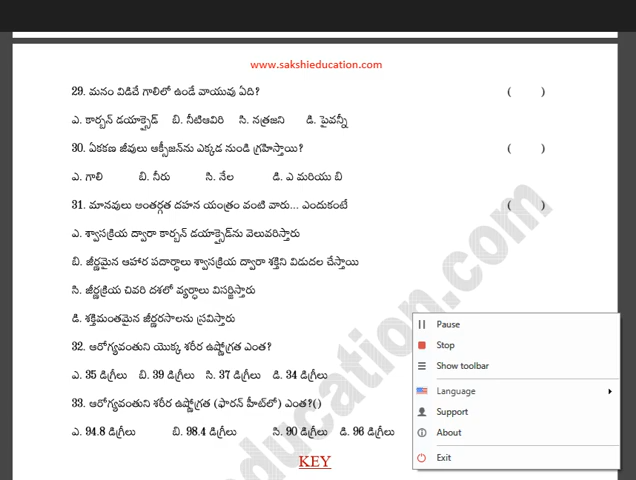 www.sakshieducation.com
29. మనం విడిచే గాలిలో ఉండే వాయువు ఏది? ( )
ఎ. కార్బన్ డయాక్సైడ్ బి. నీటిఆవిరి సి. నత్రజని డి. పైవన్నీ
30. ఏకకణ జీవులు ఆక్సీజన్‌ను ఎక్కడ నుండి గ్రహిస్తాయి? ( )
ఎ. గాలి బి. నీరు సి. నేల డి. ఎ మరియు బి
31. మానవులు అంతర్గత దహన యంత్రం వంటి వారు... ఎందుకంటే ( )
ఎ. శ్వాసక్రియ ద్వారా కార్బన్ డయాక్సైడ్‌ను వెలువరిస్తారు
బి. జీర్ణమైన ఆహార పదార్థాలు శ్వాసక్రియ ద్వారా శక్తిని విడుదల చేస్తాయి
సి. జీర్ణక్రియ చివరి దశలో వ్యర్థాలు విసర్జిస్తారు
డి. శక్తిమంతమైన జీర్ణరసాలను స్రవిస్తారు
32. ఆరోగ్యవంతుని యొక్క శరీర ఉష్ణోగ్రత ఎంత?
ఎ. 35 డిగ్రీలు బి. 39 డిగ్రీలు సి. 37 డిగ్రీలు డి. 34 డిగ్రీలు
33. ఆరోగ్యవంతుని శరీర ఉష్ణోగ్రత (ఫారన్ హీట్‌లో) ఎంత?()
ఎ. 94.8 డిగ్రీలు బి. 98.4 డిగ్రీలు సి. 90 డిగ్రీలు డి. 96 డిగ్రీలు
KEY
ducation.com
Pause
Stop
Show toolbar
Language
Support
About
Exit